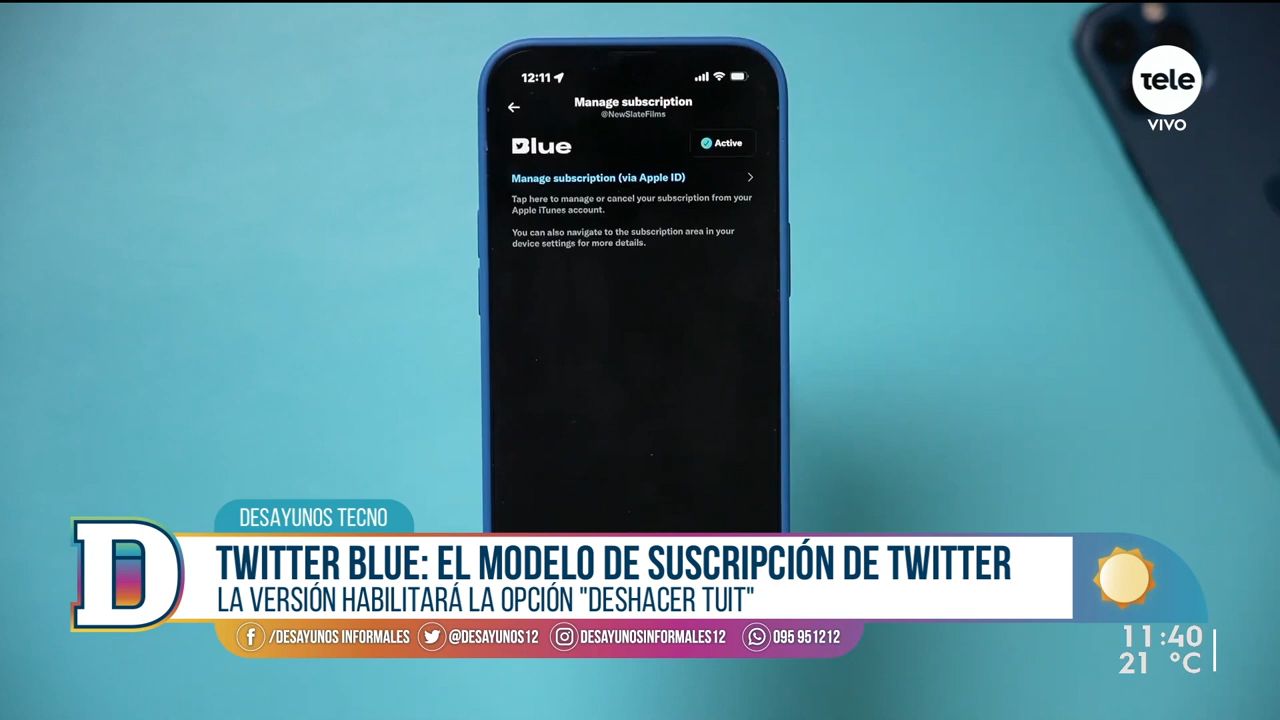 12:11
Manage subscription
@NewSlateFilms
Blue
Active
Manage subscription (via Apple ID)
Tap here to manage or cancel your subscription from your
Apple iTunes account.
You can also navigate to the subscription area in your
device settings for more details.
tele
VIVO
DESAYUNOS TECNO
D
TWITTER BLUE: EL MODELO DE SUSCRIPCIÓN DE TWITTER
LA VERSIÓN HABILITARÁ LA OPCIÓN "DESHACER TUIT"
/DESAYUNOS INFORMALES @DESAYUNOS12 DESAYUNOSINFORMALES12 095 951212
11:40
21 °C